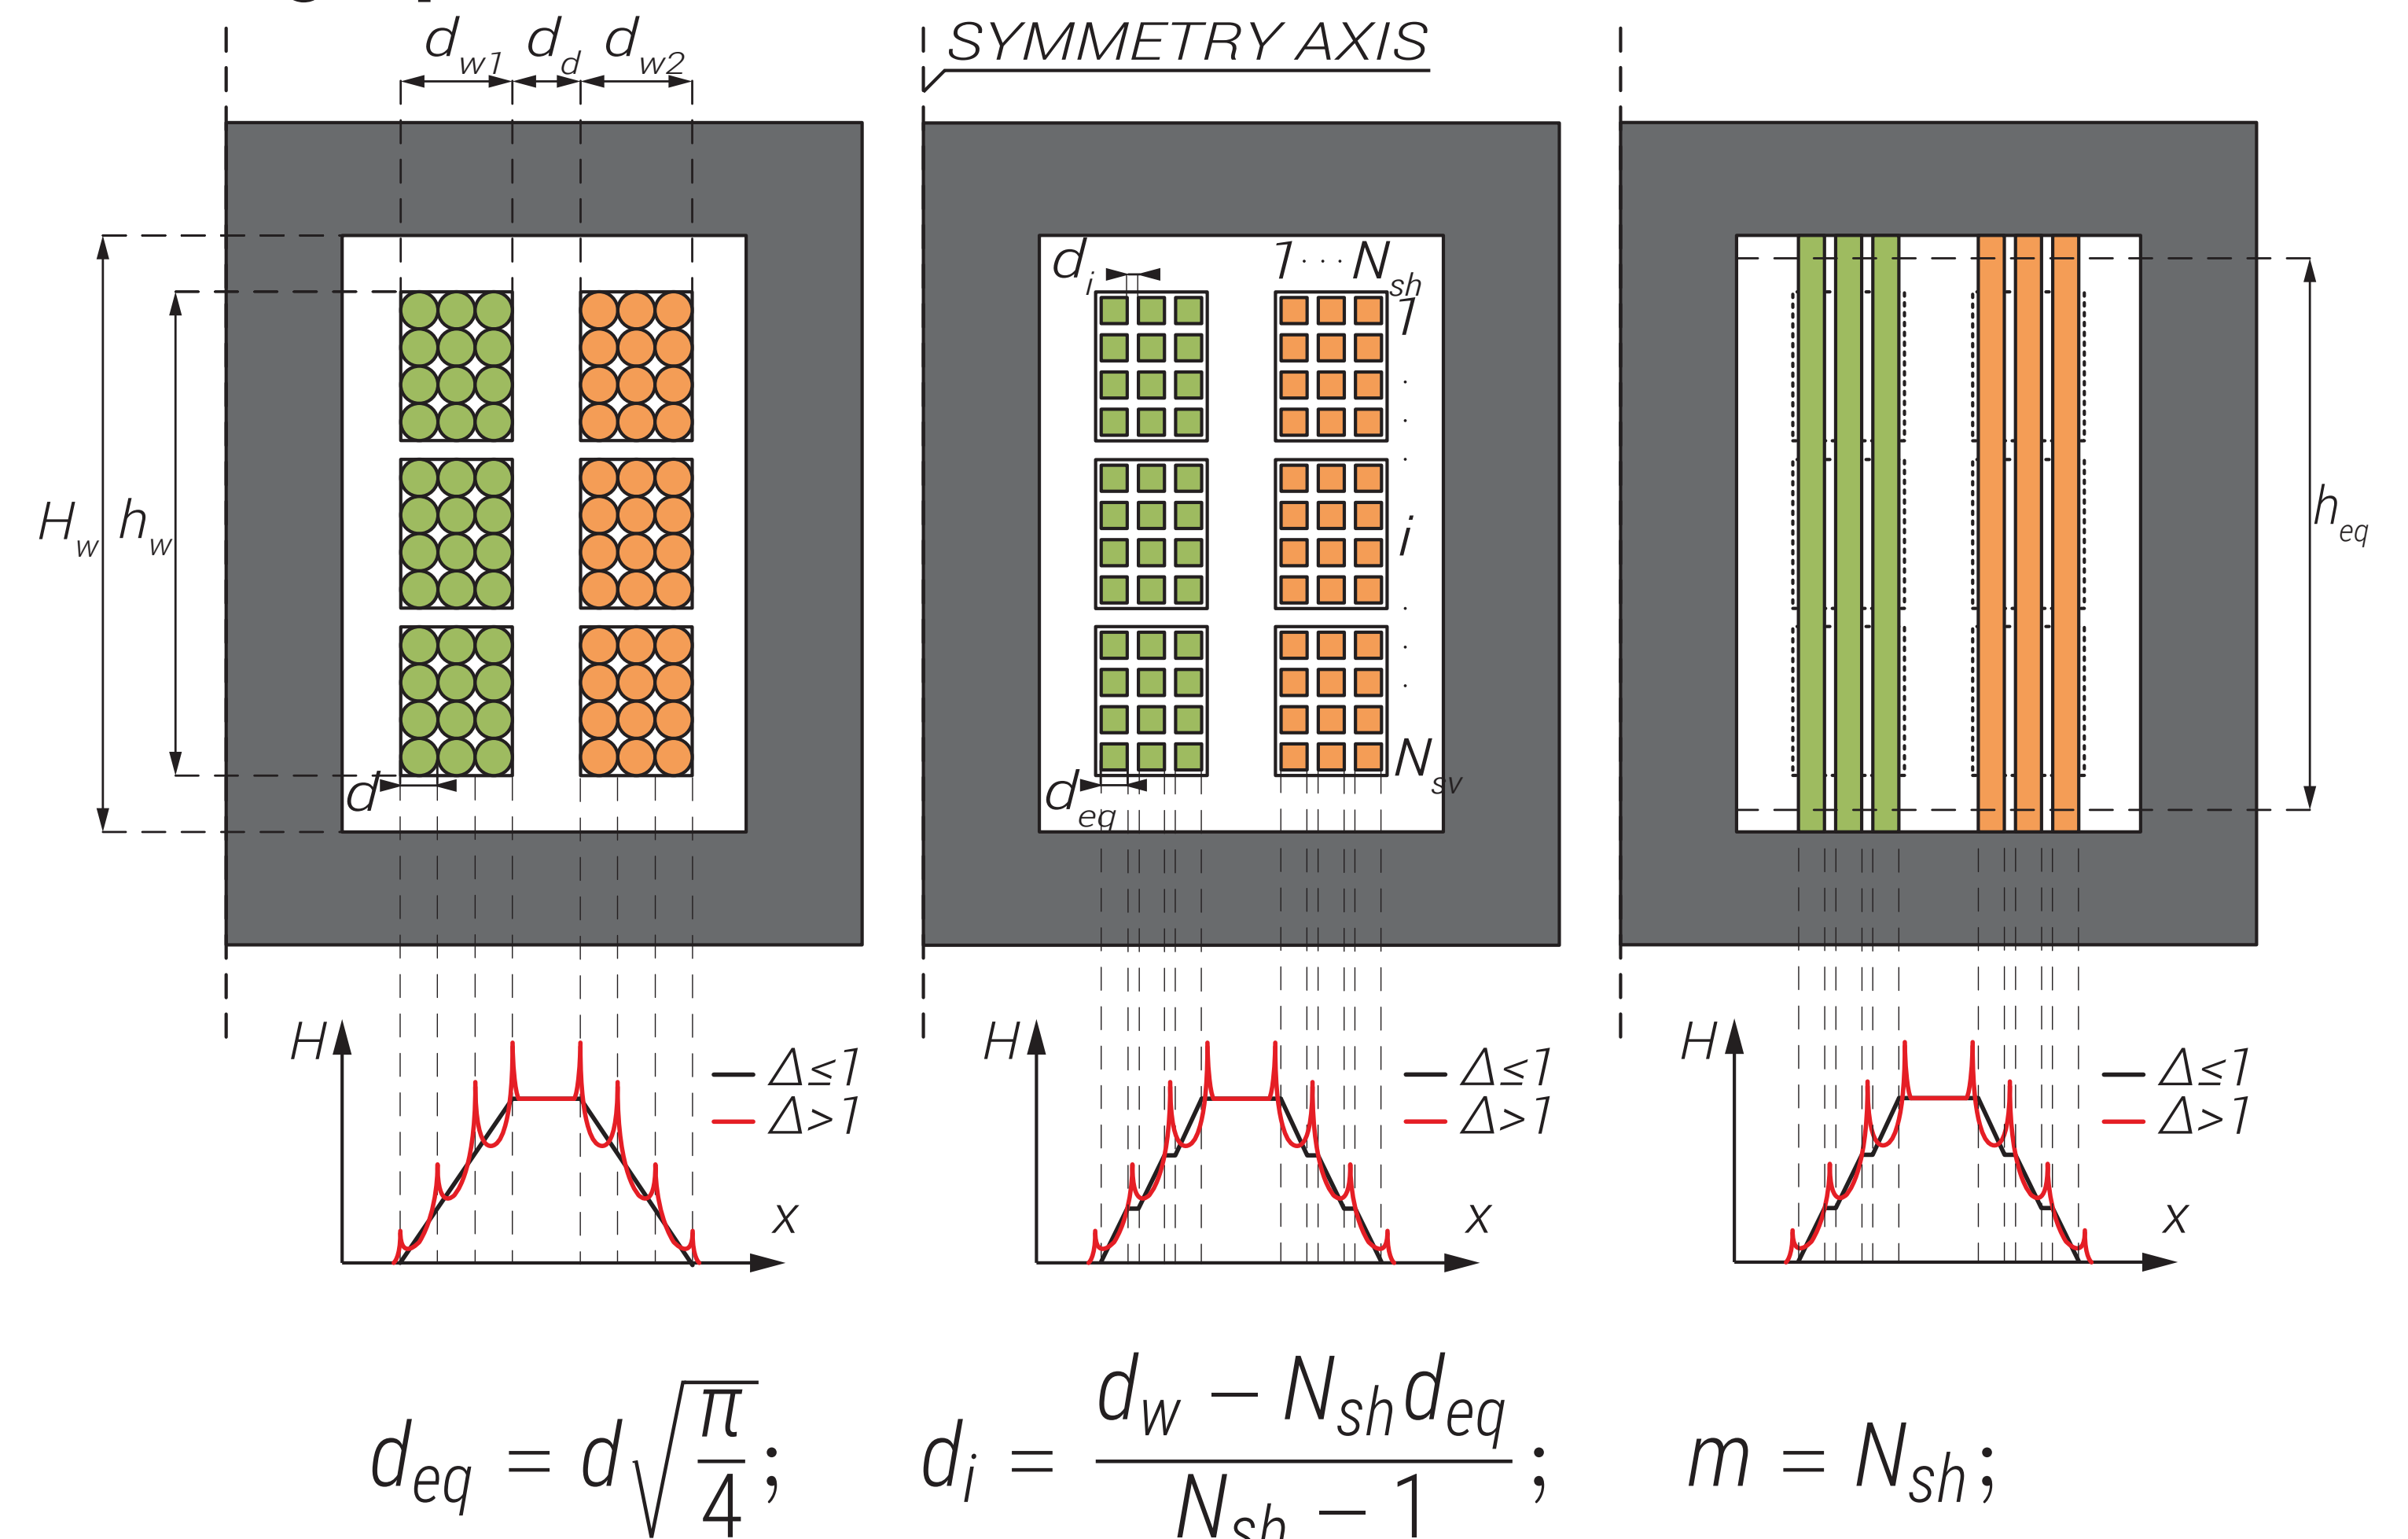 d_w1 d_d d_w2
SYMMETRY AXIS
d_i
1 · · · N_sh
1
H_w
h_w
i
h_eq
d
d_eq
N_sv
H
Δ≤1
Δ>1
x
H
Δ≤1
Δ>1
x
H
Δ≤1
Δ>1
x
d_eq = d√(π/4);
d_i = (d_w − N_sh d_eq)/(N_sh − 1);
m = N_sh;